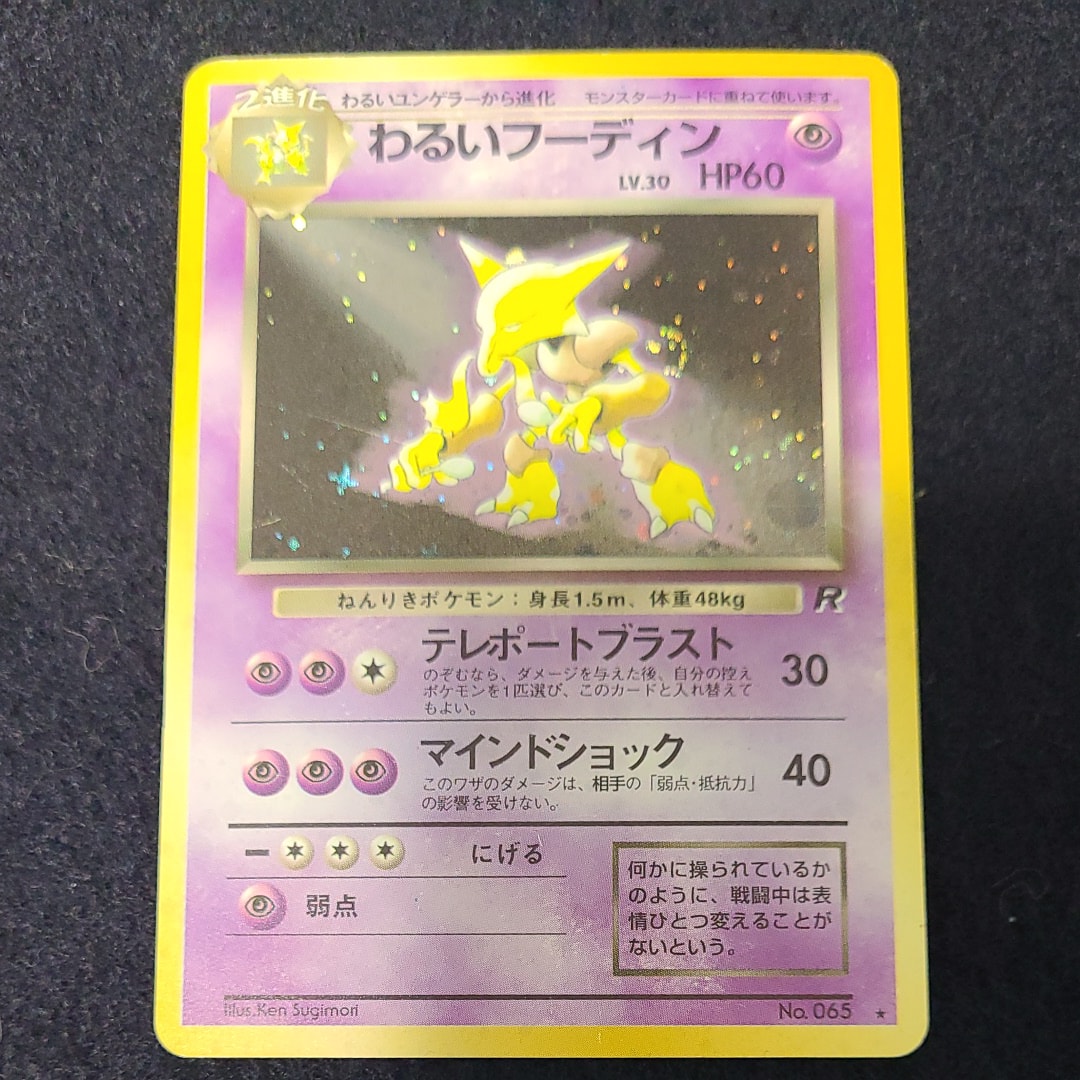 2進化 わるいユンゲラーから進化 モンスターカードに重ねて使います。
わるいフーディン
LV.30 HP60
ねんりきポケモン：身長1.5m、体重48kg R
テレポートブラスト 30
のぞむなら、ダメージを与えた後、自分の控え
ポケモンを1匹選び、このカードと入れ替えて
もよい。
マインドショック 40
このワザのダメージは、相手の「弱点・抵抗力」
の影響を受けない。
にげる
弱点
何かに操られているか
のように、戦闘中は表
情ひとつ変えることが
ないという。
Illus. Ken Sugimori No. 065 ★